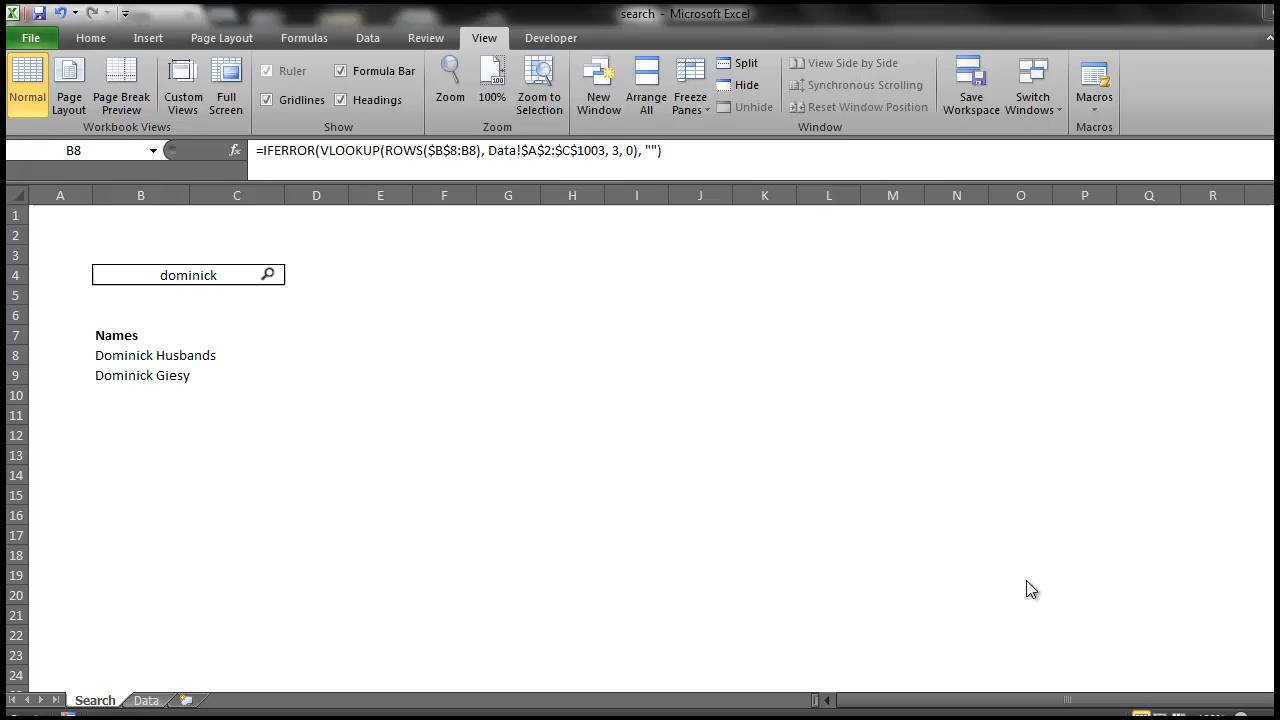 search - Microsoft Excel
File Home Insert Page Layout Formulas Data Review View Developer
Normal Page Layout Page Break Preview Custom Views Full Screen
Ruler Formula Bar
Gridlines Headings
Zoom 100% Zoom to Selection
New Window Arrange All Freeze Panes
Split
Hide
Unhide
View Side by Side
Synchronous Scrolling
Reset Window Position
Save Workspace Switch Windows
Macros
Workbook Views Show Zoom Window Macros
B8 fx =IFERROR(VLOOKUP(ROWS($B$8:B8), Data!$A$2:$C$1003, 3, 0), "")
A B C D E F G H I J K L M N O P Q R
1
2
3
4 dominick
5
6
7 Names
8 Dominick Husbands
9 Dominick Giesy
10
11
12
13
14
15
16
17
18
19
20
21
22
23
24
Search Data